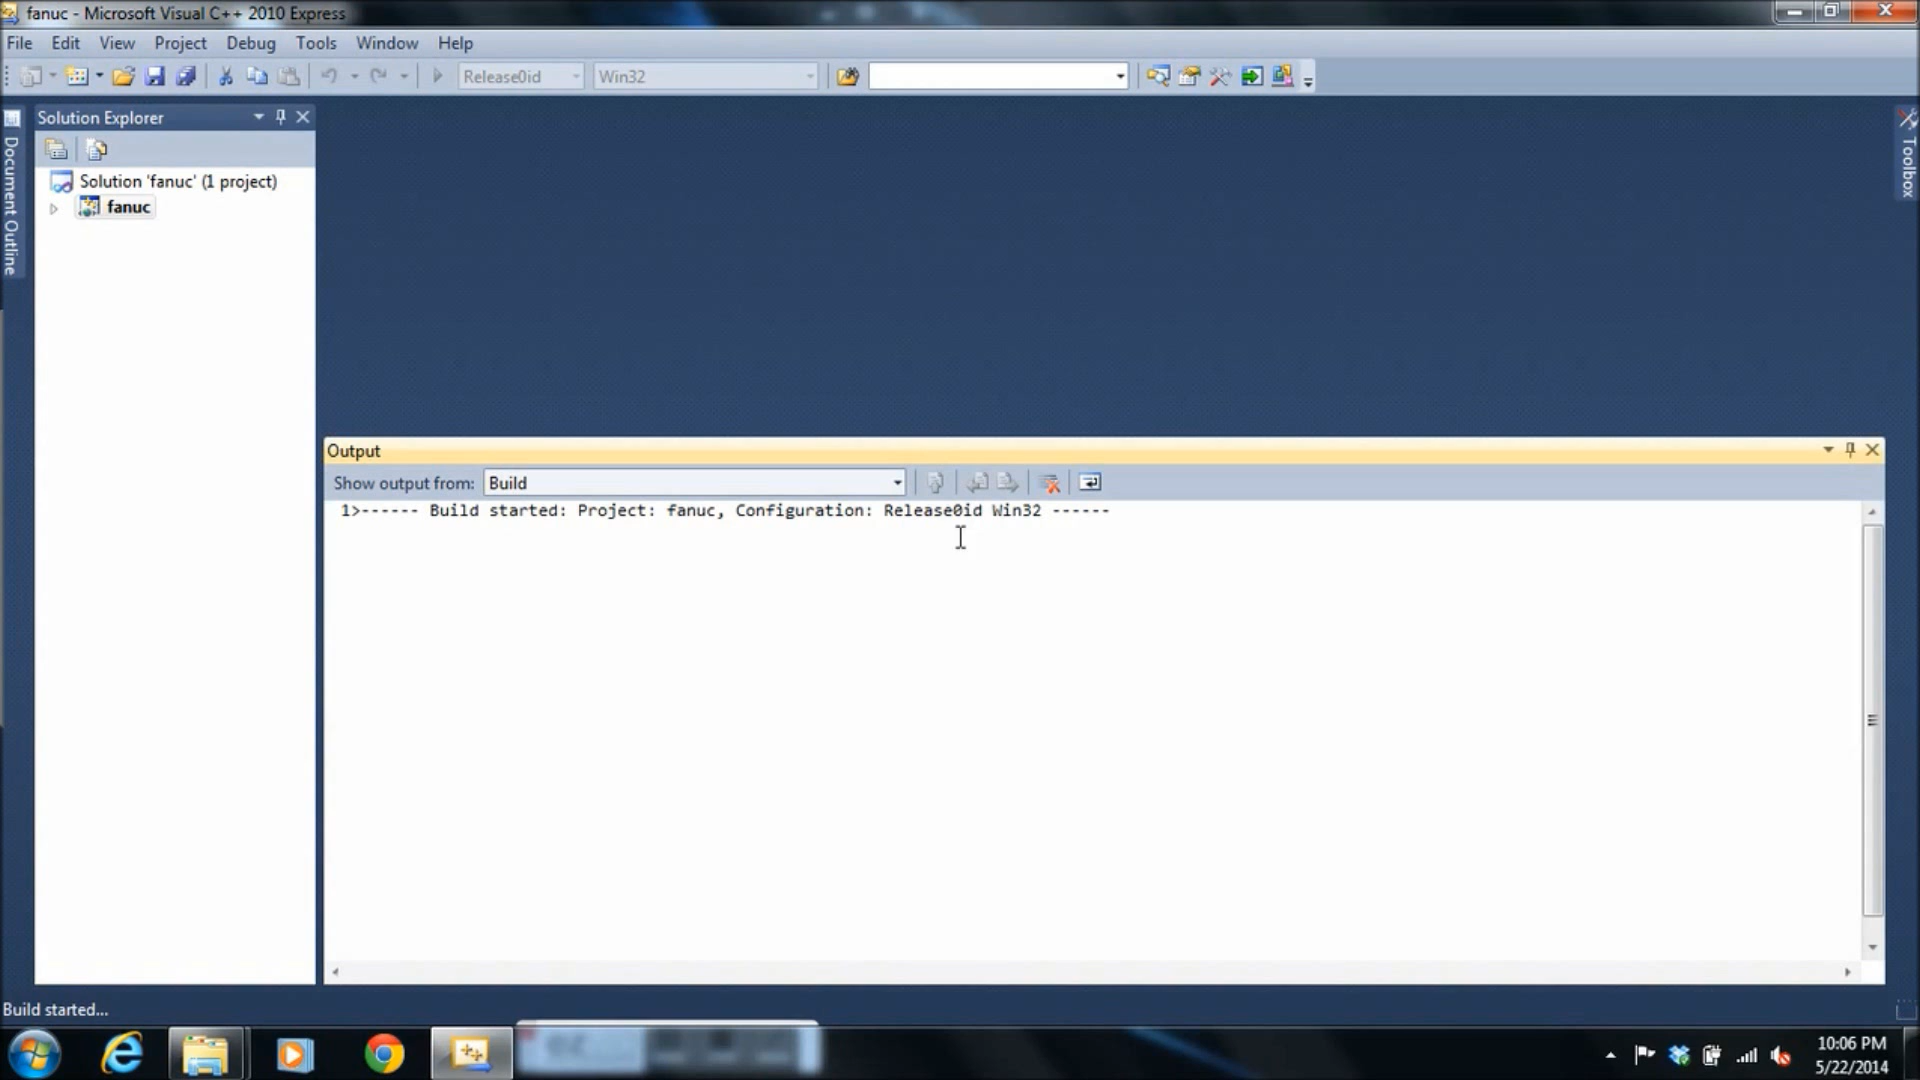 fanuc - Microsoft Visual C++ 2010 Express
File Edit View Project Debug Tools Window Help
Release0id Win32
Document Outline
Solution Explorer
Solution 'fanuc' (1 project)
fanuc
Toolbox
Output
Show output from: Build
1>------ Build started: Project: fanuc, Configuration: Release0id Win32 ------
Build started...
10:06 PM
5/22/2014